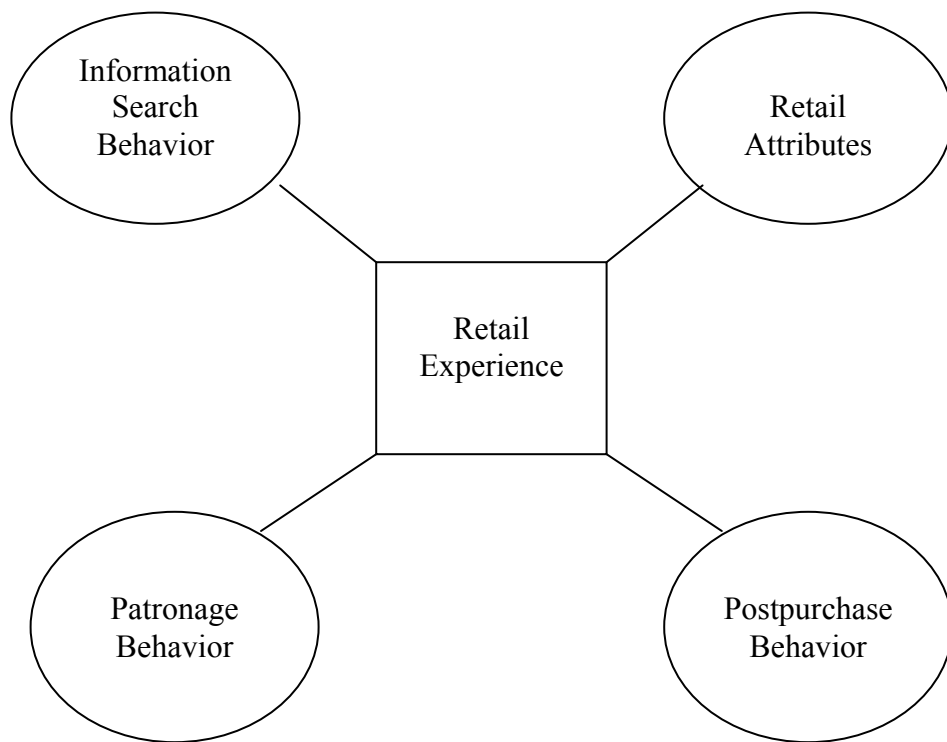 Information
Search
Behavior
Retail
Attributes
Retail
Experience
Patronage
Behavior
Postpurchase
Behavior